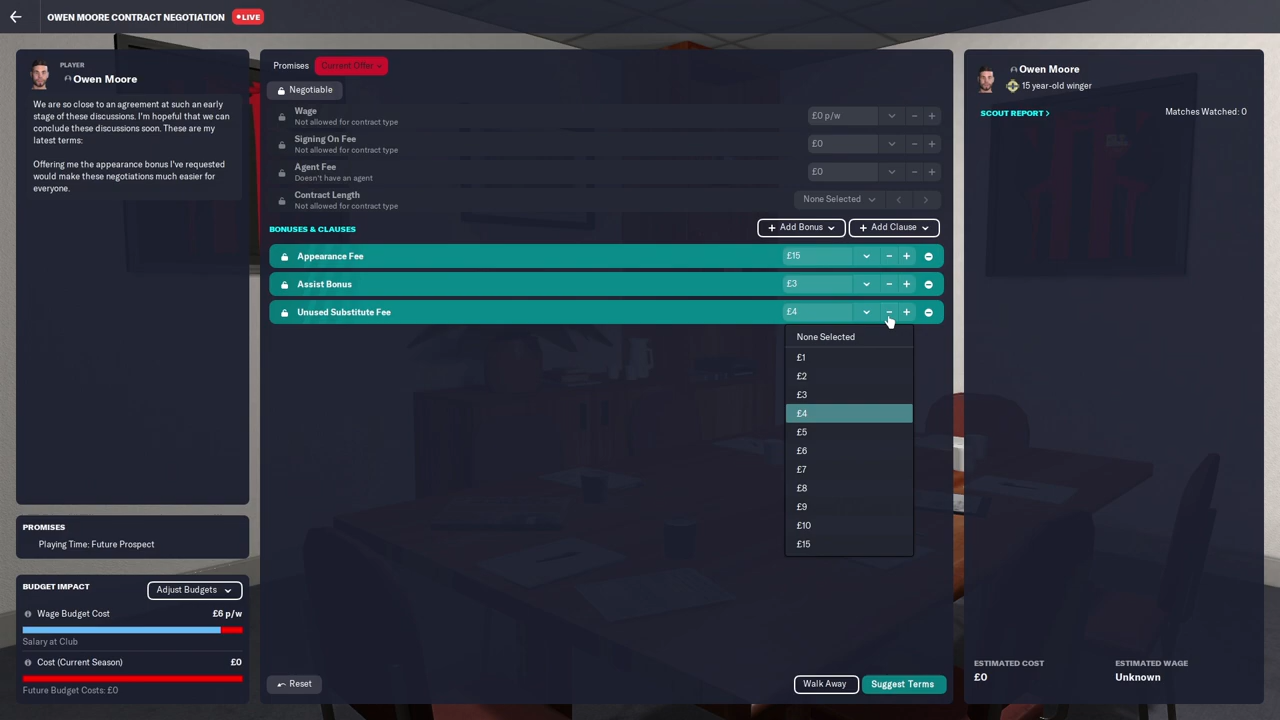 OWEN MOORE CONTRACT NEGOTIATION
LIVE
PLAYER
Owen Moore
We are so close to an agreement at such an early
stage of these discussions. I'm hopeful that we can
conclude these discussions soon. These are my
latest terms:
Offering me the appearance bonus I've requested
would make these negotiations much easier for
everyone.
PROMISES
Playing Time: Future Prospect
BUDGET IMPACT
Adjust Budgets
Wage Budget Cost £6 p/w
Salary at Club
Cost (Current Season) £0
Future Budget Costs: £0
Promises Current Offer
Negotiable
Wage
Not allowed for contract type
£0 p/w
Signing On Fee
Not allowed for contract type
£0
Agent Fee
Doesn't have an agent
£0
Contract Length
Not allowed for contract type
None Selected
BONUSES & CLAUSES
Add Bonus
Add Clause
Appearance Fee £15
Assist Bonus £3
Unused Substitute Fee £4
None Selected
£1
£2
£3
£4
£5
£6
£7
£8
£9
£10
£15
Reset
Walk Away
Suggest Terms
Owen Moore
15 year-old winger
SCOUT REPORT >
Matches Watched: 0
ESTIMATED COST
£0
ESTIMATED WAGE
Unknown